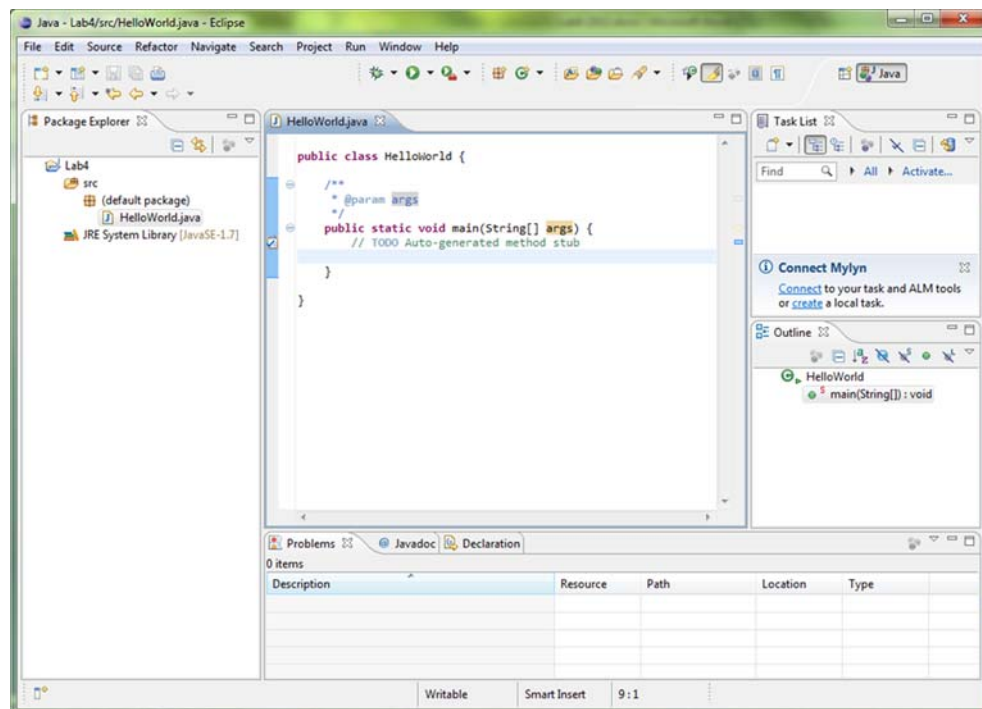 Java - Lab4/src/HelloWorld.java - Eclipse
File Edit Source Refactor Navigate Search Project Run Window Help
Java
Package Explorer
Lab4
src
(default package)
HelloWorld.java
JRE System Library [JavaSE-1.7]
HelloWorld.java
public class HelloWorld {
/**
* @param args
*/
public static void main(String[] args) {
// TODO Auto-generated method stub
}
}
Task List
Find All Activate...
Connect Mylyn
Connect to your task and ALM tools
or create a local task.
Outline
HelloWorld
main(String[]) : void
Problems Javadoc Declaration
0 items
Description Resource Path Location Type
Writable Smart Insert 9:1